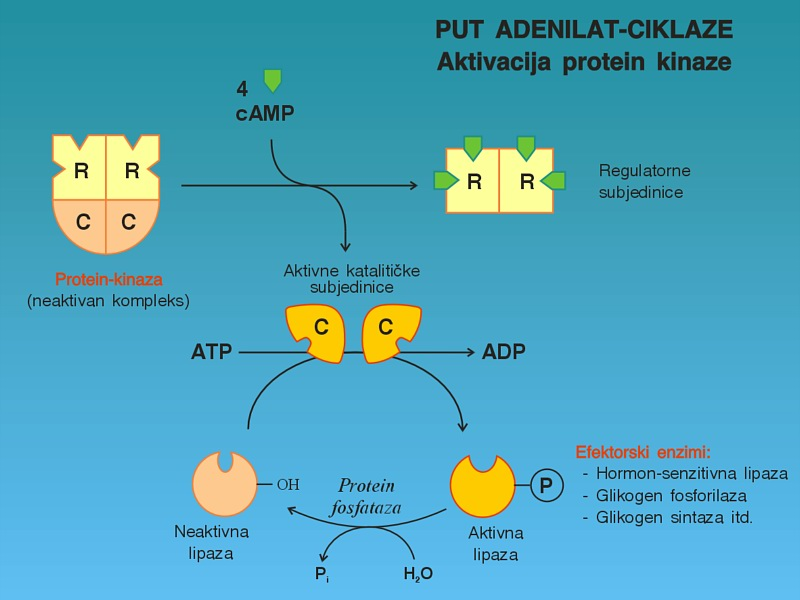 PUT ADENILAT-CIKLAZE
Aktivacija protein kinaze
4
cAMP
R R
C C
Protein-kinaza
(neaktivan kompleks)
R R
Regulatorne
subjedinice
Aktivne katalitičke
subjedinice
C C
ATP
ADP
OH
Neaktivna
lipaza
Protein
fosfataza
P
Aktivna
lipaza
Efektorski enzimi:
- Hormon-senzitivna lipaza
- Glikogen fosforilaza
- Glikogen sintaza itd.
Pi
H2O